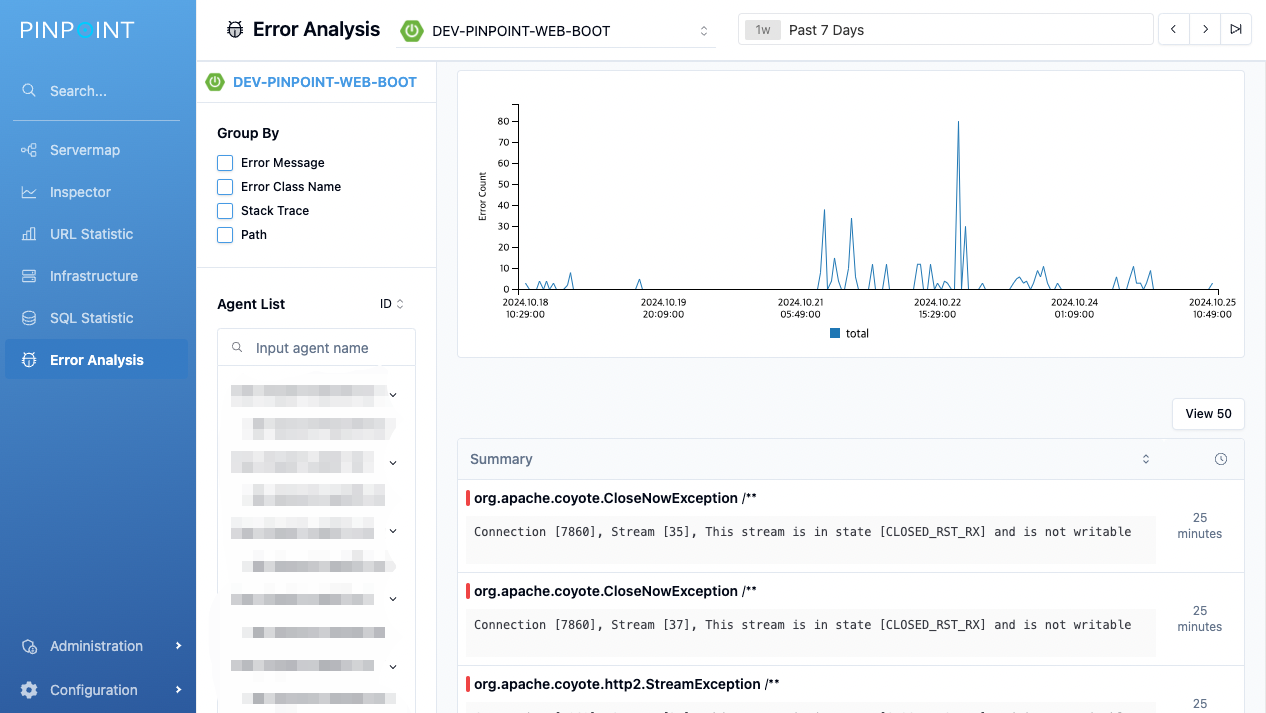 PINPOINT
Search...
Servermap
Inspector
URL Statistic
Infrastructure
SQL Statistic
Error Analysis
Administration
Configuration
Error Analysis
DEV-PINPOINT-WEB-BOOT
1w Past 7 Days
DEV-PINPOINT-WEB-BOOT
Group By
Error Message
Error Class Name
Stack Trace
Path
Agent List ID
Input agent name
Error Count
80
70
60
50
40
30
20
10
0
2024.10.18 2024.10.19 2024.10.21 2024.10.22 2024.10.24 2024.10.25
10:29:00 20:09:00 05:49:00 15:29:00 01:09:00 10:49:00
total
View 50
Summary
org.apache.coyote.CloseNowException /**
Connection [7860], Stream [35], This stream is in state [CLOSED_RST_RX] and is not writable
25
minutes
org.apache.coyote.CloseNowException /**
Connection [7860], Stream [37], This stream is in state [CLOSED_RST_RX] and is not writable
25
minutes
org.apache.coyote.http2.StreamException /**
25